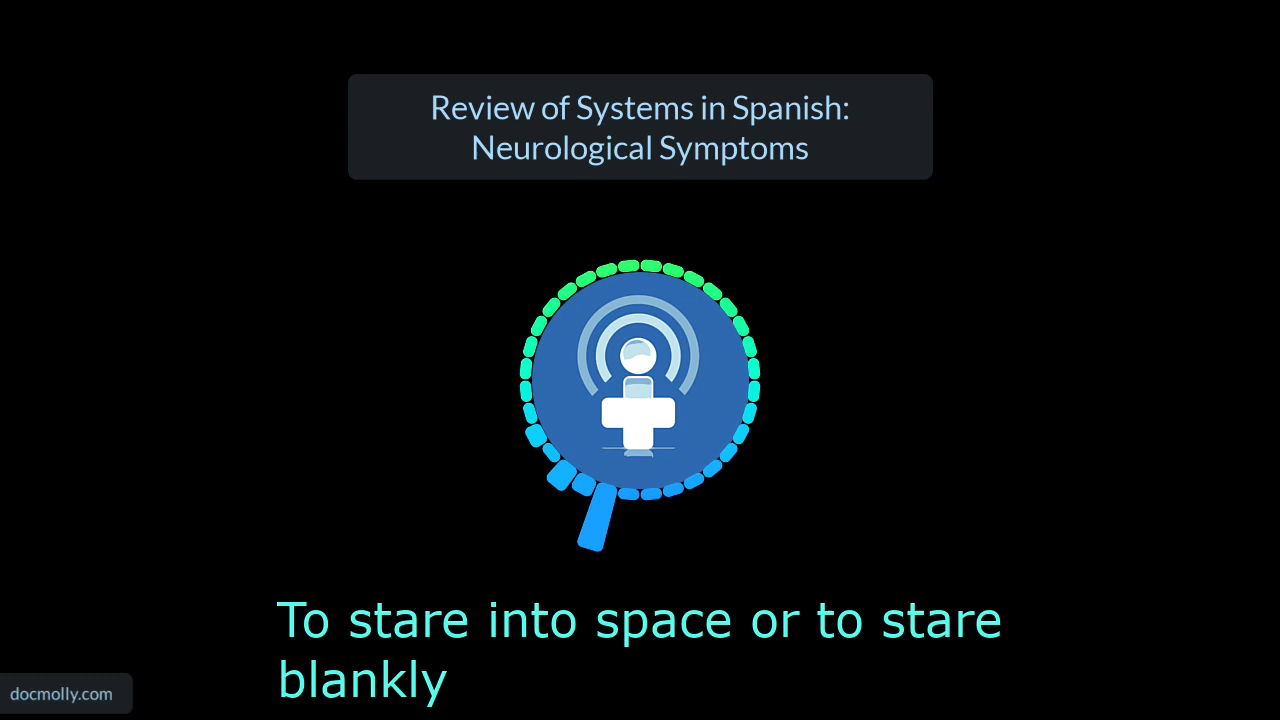 Review of Systems in Spanish:
Neurological Symptoms
To stare into space or to stare
blankly
docmolly.com